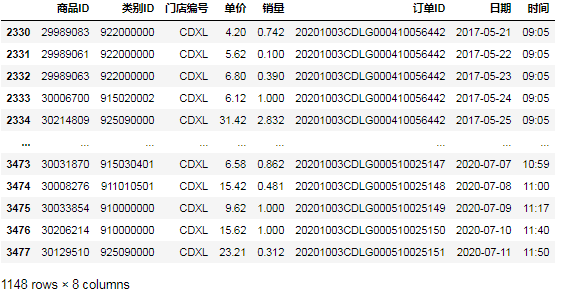 商品ID 类别ID 门店编号 单价 销量 订单ID 日期 时间
2330 29989083 922000000 CDXL 4.20 0.742 20201003CDLG000410056442 2017-05-21 09:05
2331 29989061 922000000 CDXL 5.62 0.100 20201003CDLG000410056442 2017-05-22 09:05
2332 29989063 922000000 CDXL 6.80 0.390 20201003CDLG000410056442 2017-05-23 09:05
2333 30006700 915020002 CDXL 6.12 1.000 20201003CDLG000410056442 2017-05-24 09:05
2334 30214809 925090000 CDXL 31.42 2.832 20201003CDLG000410056442 2017-05-25 09:05
... ... ... ... ... ... ... ... ...
3473 30031870 915030401 CDXL 6.58 0.862 20201003CDLG000510025147 2020-07-07 10:59
3474 30008276 911010501 CDXL 15.42 0.481 20201003CDLG000510025148 2020-07-08 11:00
3475 30033854 910000000 CDXL 9.62 1.000 20201003CDLG000510025149 2020-07-09 11:17
3476 30206214 910000000 CDXL 15.62 1.000 20201003CDLG000510025150 2020-07-10 11:40
3477 30129510 925090000 CDXL 23.21 0.312 20201003CDLG000510025151 2020-07-11 11:50
1148 rows × 8 columns